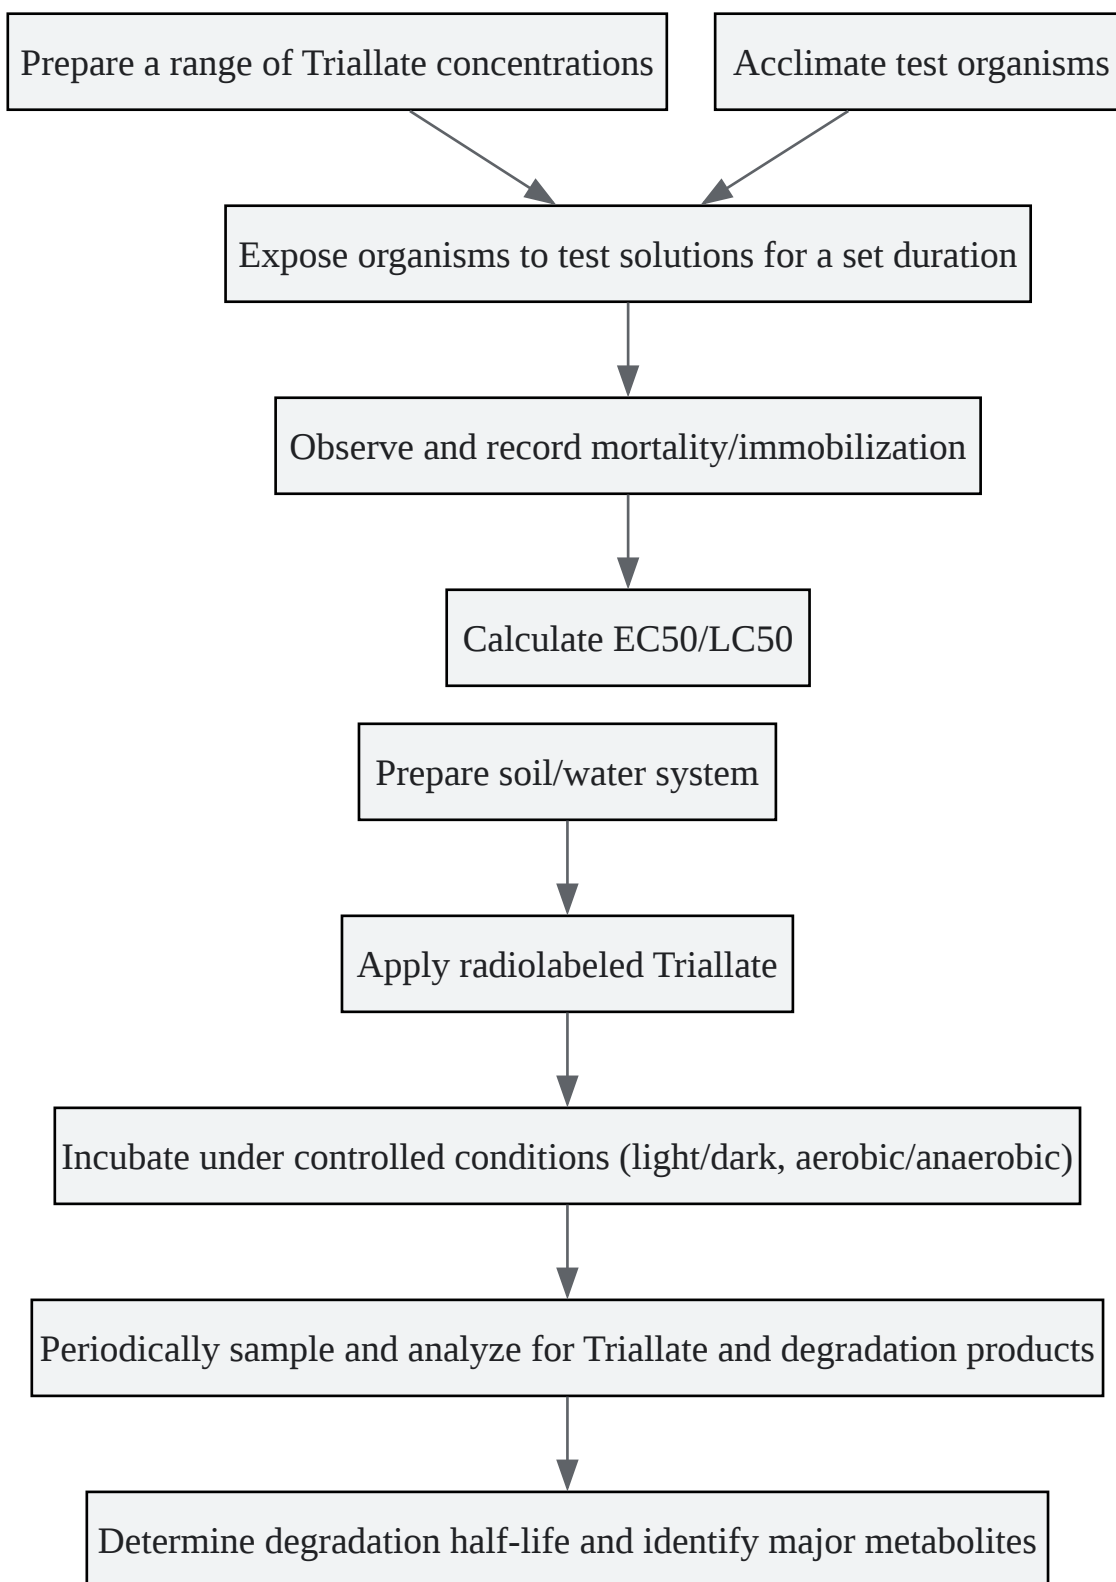 Prepare a range of Triallate concentrations
Acclimate test organisms
Expose organisms to test solutions for a set duration
Observe and record mortality/immobilization
Calculate EC50/LC50
Prepare soil/water system
Apply radiolabeled Triallate
Incubate under controlled conditions (light/dark, aerobic/anaerobic)
Periodically sample and analyze for Triallate and degradation products
Determine degradation half-life and identify major metabolites